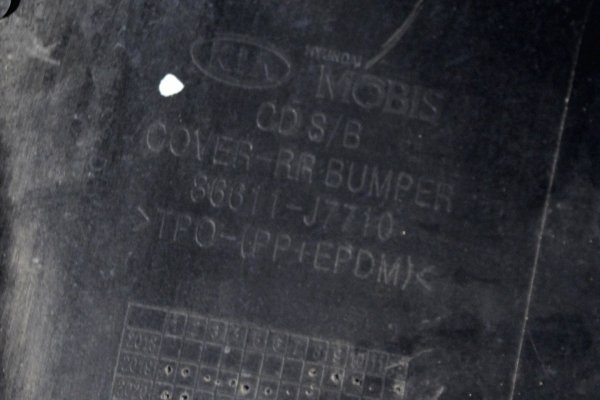 KIA HYUNDAI
MOBIS
CD S/B
COVER-RR BUMPER
86611-J7710
>TPO-(PP+EPDM)<